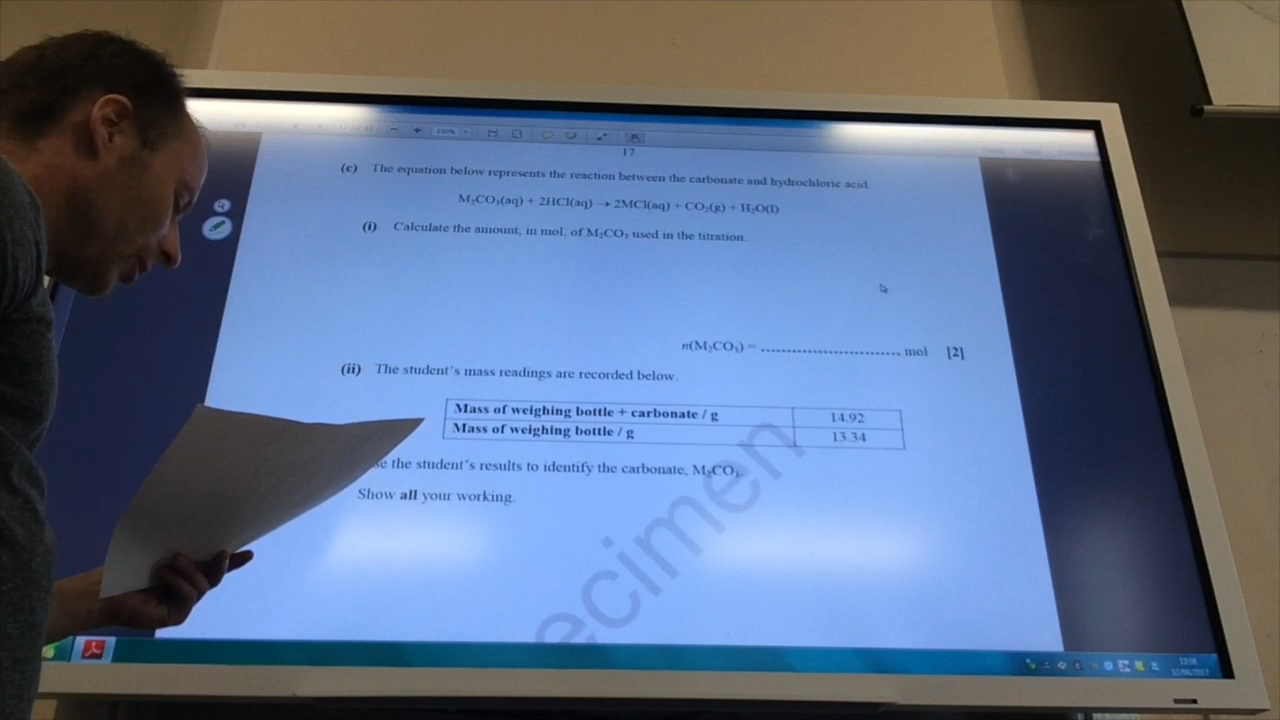 150%
17
(c) The equation below represents the reaction between the carbonate and hydrochloric acid.
M₂CO₃(aq) + 2HCl(aq) → 2MCl(aq) + CO₂(g) + H₂O(l)
(i) Calculate the amount, in mol, of M₂CO₃ used in the titration.
n(M₂CO₃) = .............................. mol [2]
(ii) The student's mass readings are recorded below.
Mass of weighing bottle + carbonate / g 14.92
Mass of weighing bottle / g 13.34
se the student's results to identify the carbonate, M₂CO₃.
Show all your working.
ecimen